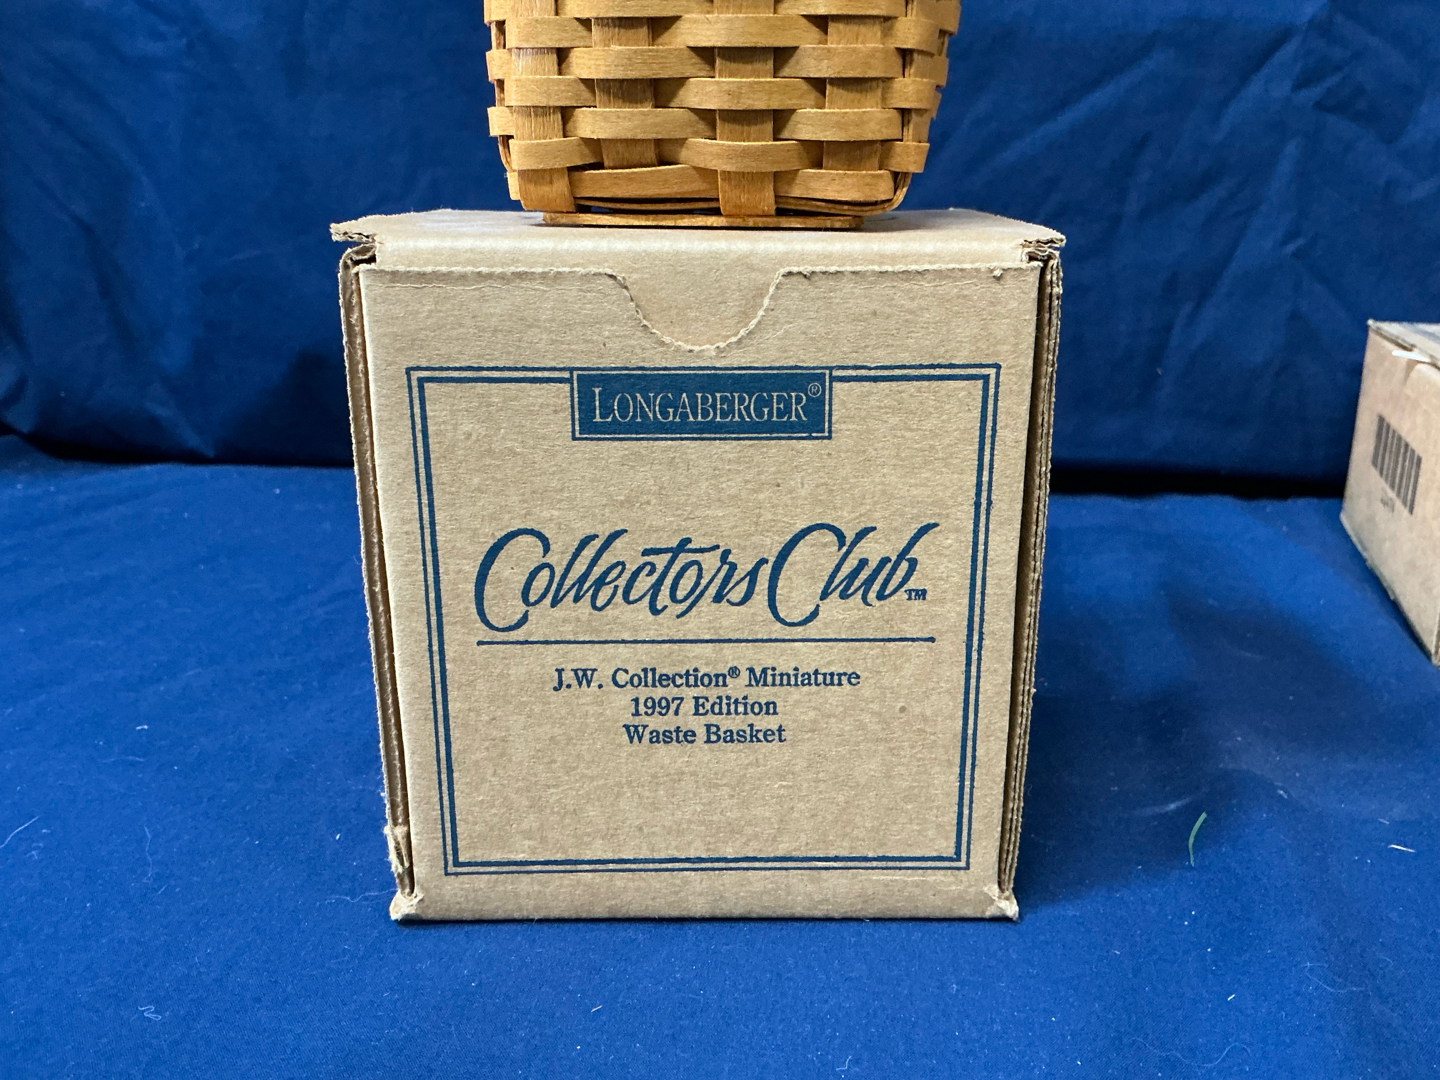 LONGABERGER®
Collectors Club™
J.W. Collection® Miniature
1997 Edition
Waste Basket